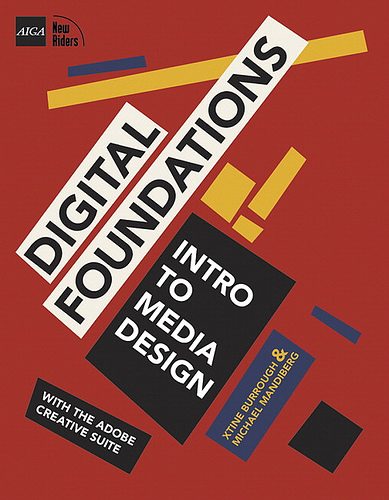 AIGA
New
Riders
DIGITAL
FOUNDATIONS
INTRO
TO
MEDIA
DESIGN
XTINE BURROUGH &
MICHAEL MANDIBERG
WITH THE ADOBE
CREATIVE SUITE